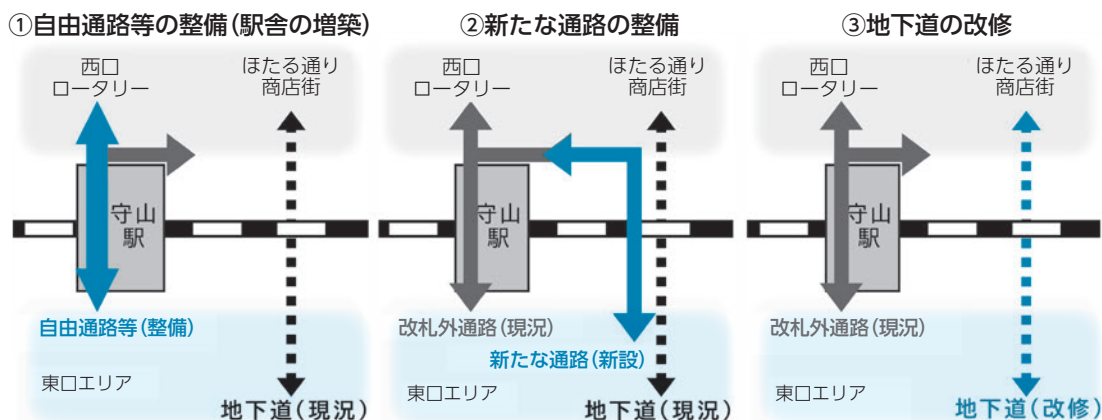 ①自由通路等の整備(駅舎の増築)
西口
ロータリー
ほたる通り
商店街
守山
駅
自由通路等(整備)
東口エリア
地下道(現況)
②新たな通路の整備
西口
ロータリー
ほたる通り
商店街
守山
駅
改札外通路(現況)
新たな通路(新設)
東口エリア
地下道(現況)
③地下道の改修
西口
ロータリー
ほたる通り
商店街
守山
駅
改札外通路(現況)
東口エリア
地下道(改修)